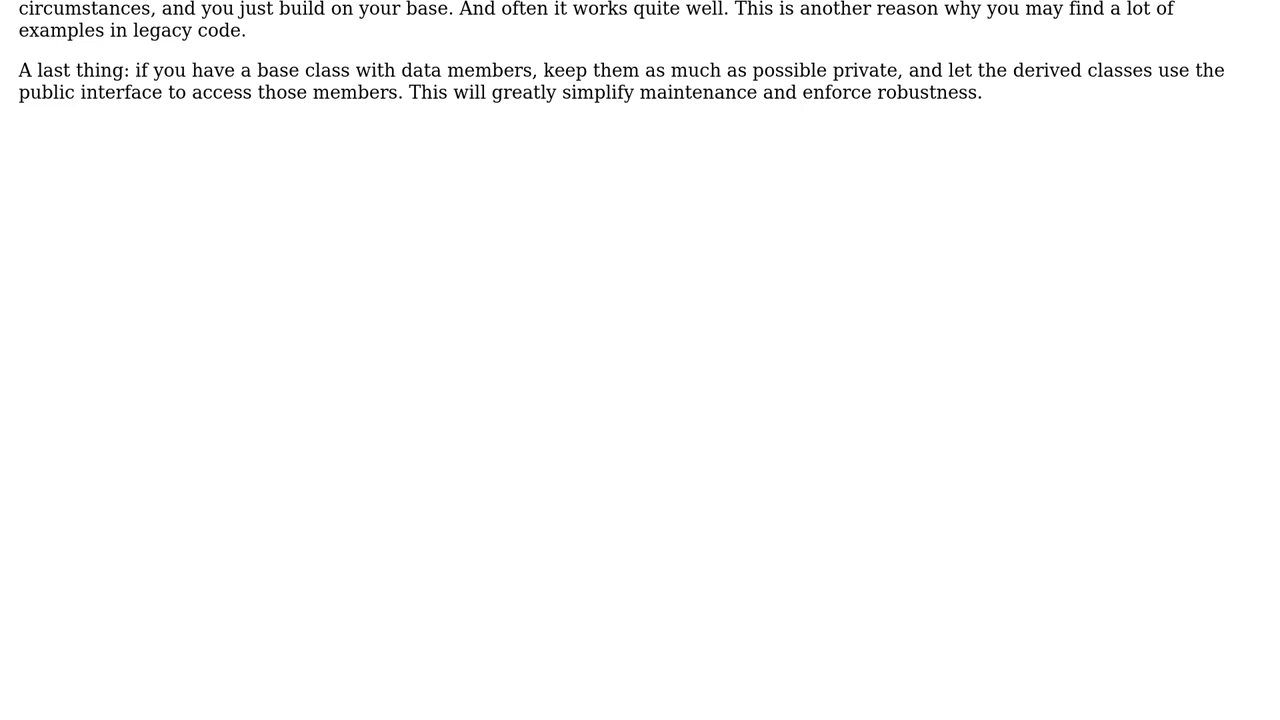 circumstances, and you just build on your base. And often it works quite well. This is another reason why you may find a lot of
examples in legacy code.
A last thing: if you have a base class with data members, keep them as much as possible private, and let the derived classes use the
public interface to access those members. This will greatly simplify maintenance and enforce robustness.